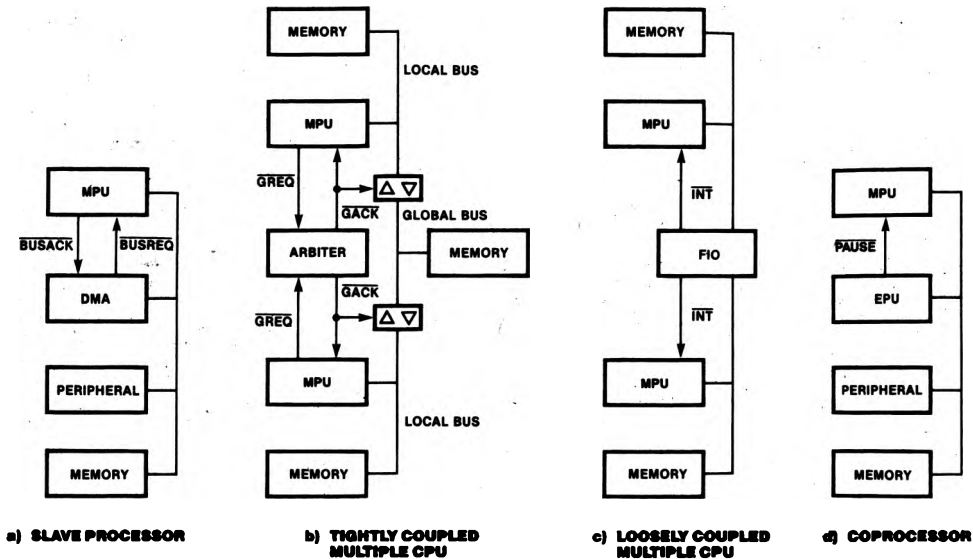 MPU
BUSACK
BUSREQ
DMA
PERIPHERAL
MEMORY
a) SLAVE PROCESSOR
MEMORY
LOCAL BUS
MPU
GREQ
GACK
GLOBAL BUS
ARBITER
MEMORY
GACK
GREQ
MPU
LOCAL BUS
MEMORY
b) TIGHTLY COUPLED
MULTIPLE CPU
MEMORY
MPU
INT
FIO
INT
MPU
MEMORY
c) LOOSELY COUPLED
MULTIPLE CPU
MPU
PAUSE
EPU
PERIPHERAL
MEMORY
d) COPROCESSOR